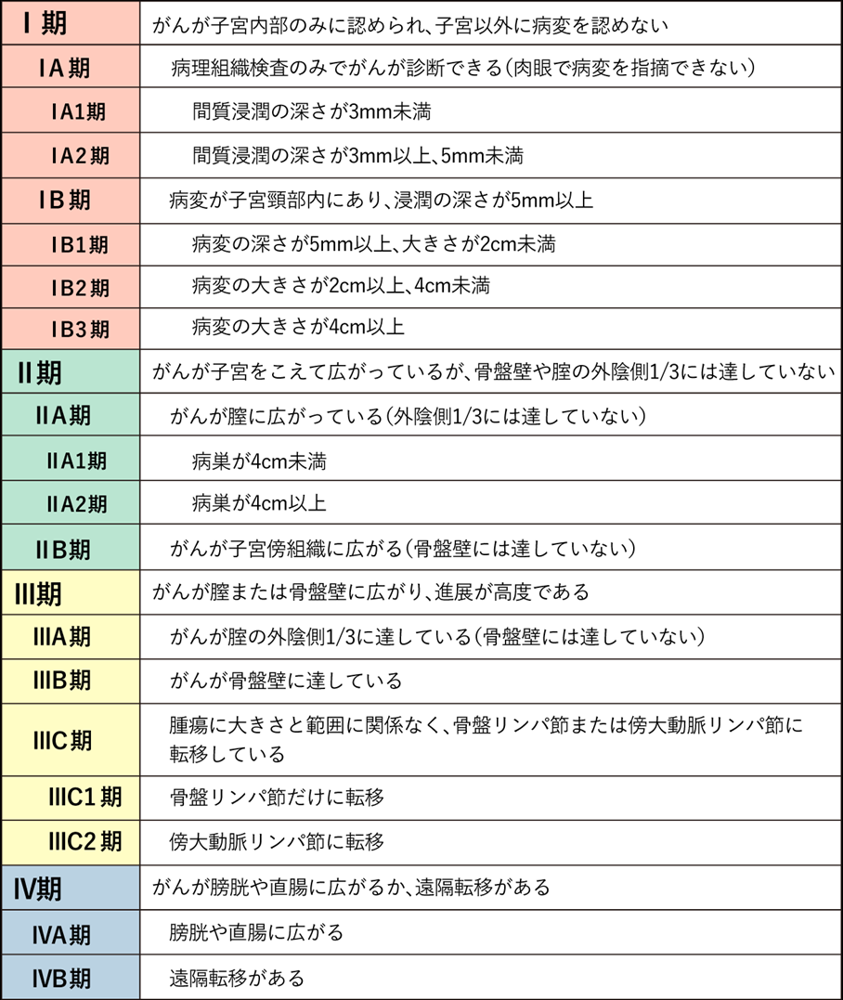 Ⅰ期 がんが子宮内部のみに認められ、子宮以外に病変を認めない
ⅠA期 病理組織検査のみでがんが診断できる（肉眼で病変を指摘できない）
ⅠA1期 間質浸潤の深さが3mm未満
ⅠA2期 間質浸潤の深さが3mm以上、5mm未満
ⅠB期 病変が子宮頸部内にあり、浸潤の深さが5mm以上
ⅠB1期 病変の深さが5mm以上、大きさが2cm未満
ⅠB2期 病変の大きさが2cm以上、4cm未満
ⅠB3期 病変の大きさが4cm以上
Ⅱ期 がんが子宮をこえて広がっているが、骨盤壁や腟の外陰側1/3には達していない
ⅡA期 がんが膣に広がっている（外陰側1/3には達していない）
ⅡA1期 病巣が4cm未満
ⅡA2期 病巣が4cm以上
ⅡB期 がんが子宮傍組織に広がる（骨盤壁には達していない）
Ⅲ期 がんが膣または骨盤壁に広がり、進展が高度である
ⅢA期 がんが腟の外陰側1/3に達している（骨盤壁には達していない）
ⅢB期 がんが骨盤壁に達している
ⅢC期 腫瘍に大きさと範囲に関係なく、骨盤リンパ節または傍大動脈リンパ節に
転移している
ⅢC1期 骨盤リンパ節だけに転移
ⅢC2期 傍大動脈リンパ節に転移
Ⅳ期 がんが膀胱や直腸に広がるか、遠隔転移がある
ⅣA期 膀胱や直腸に広がる
ⅣB期 遠隔転移がある